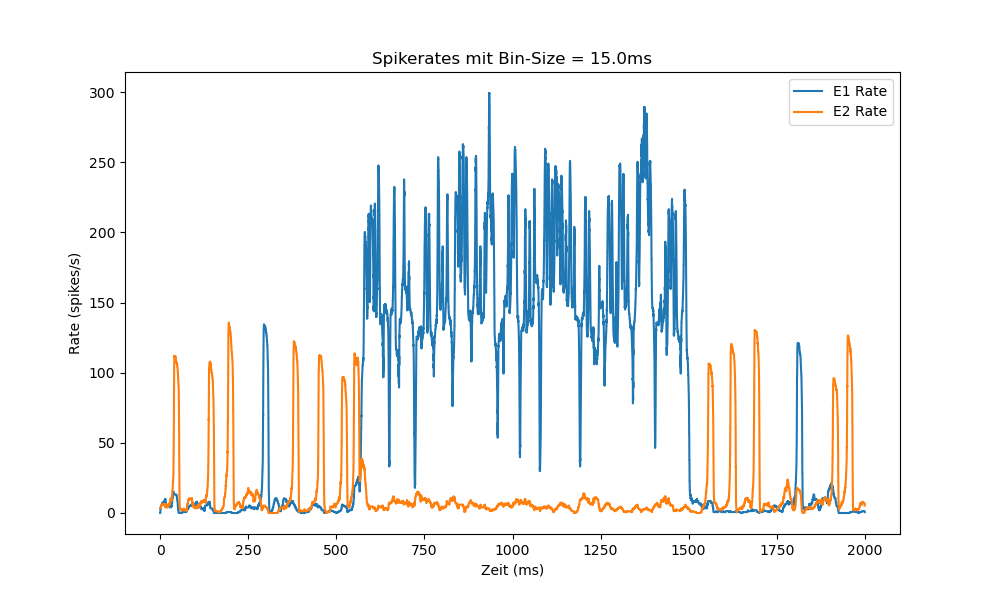 Spikerates mit Bin-Size = 15.0ms
E1 Rate
E2 Rate
300
250
200
150
100
50
0
Rate (spikes/s)
0 250 500 750 1000 1250 1500 1750 2000
Zeit (ms)